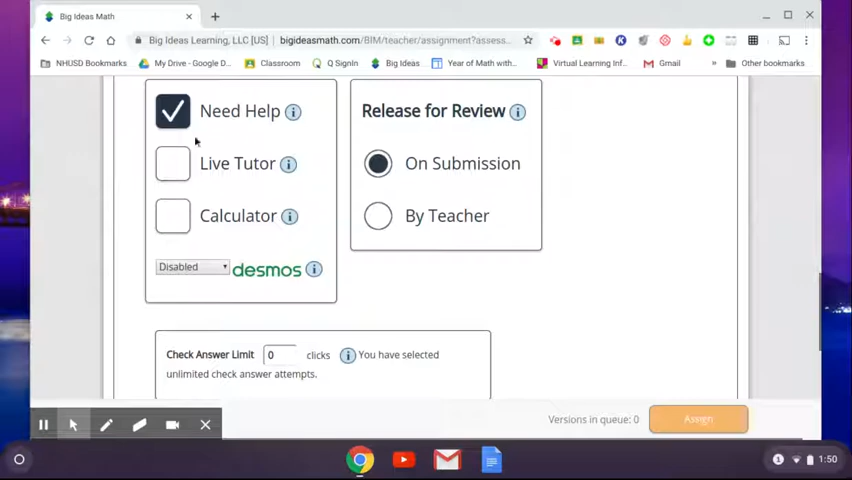 Big Ideas Math
Big Ideas Learning, LLC [US] bigideasmath.com/BIM/teacher/assignment?assess...
NHUSD Bookmarks My Drive - Google D... Classroom Q SignIn Big Ideas Year of Math with... Virtual Learning Inf... Gmail Other bookmarks
Need Help
Live Tutor
Calculator
Disabled desmos
Release for Review
On Submission
By Teacher
Check Answer Limit 0 clicks You have selected
unlimited check answer attempts.
Versions in queue: 0 Assign
1 1:50